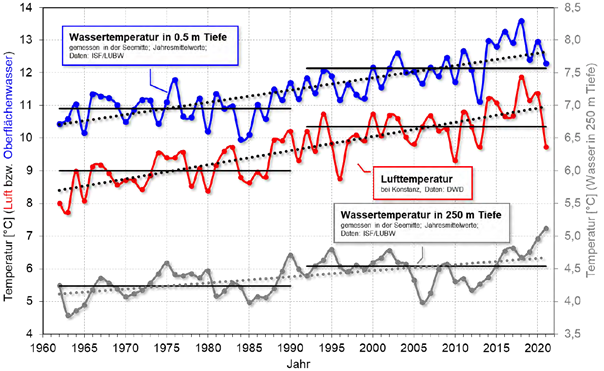 14
13
12
11
10
9
8
7
6
5
4
Temperatur [°C] (Luft bzw. Oberflächenwasser)
Wassertemperatur in 0.5 m Tiefe
gemessen in der Seemitte; Jahresmittelwerte;
Daten: ISF/LUBW
Lufttemperatur
bei Konstanz, Daten: DWD
Wassertemperatur in 250 m Tiefe
gemessen in der Seemitte; Jahresmittelwerte;
Daten: ISF/LUBW
8,5
8,0
7,5
7,0
6,5
6,0
5,5
5,0
4,5
4,0
3,5
Temperatur [°C] (Wasser in 250 m Tiefe)
1960 1965 1970 1975 1980 1985 1990 1995 2000 2005 2010 2015 2020
Jahr